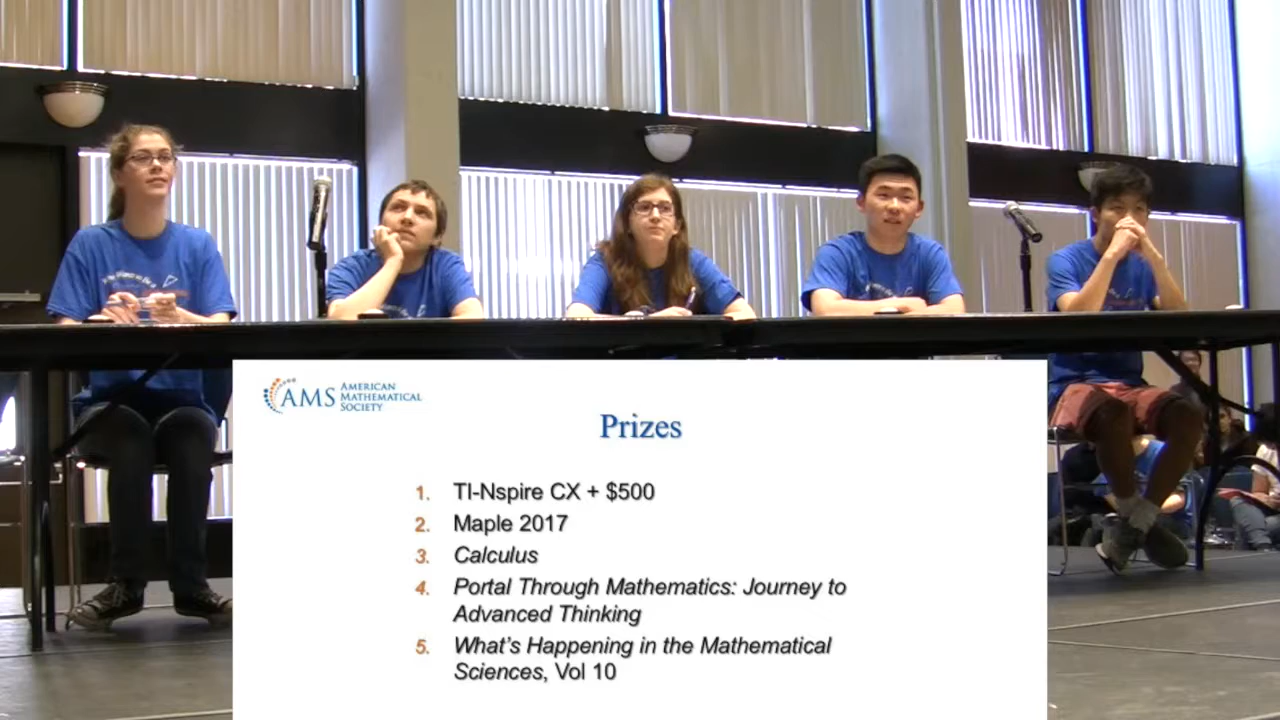 AMS AMERICAN
MATHEMATICAL
SOCIETY
Prizes
1. TI-Nspire CX + $500
2. Maple 2017
3. Calculus
4. Portal Through Mathematics: Journey to
Advanced Thinking
5. What's Happening in the Mathematical
Sciences, Vol 10